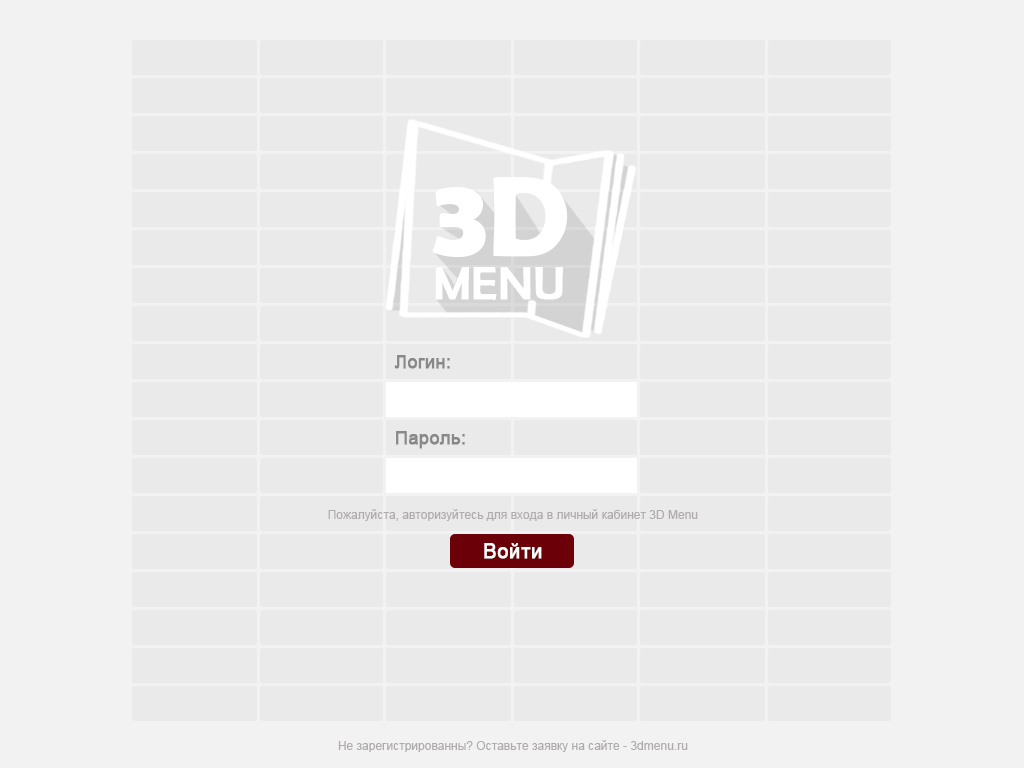 3D
MENU
Логин:
Пароль:
Пожалуйста, авторизуйтесь для входа в личный кабинет 3D Menu
Войти
Не зарегистрированны? Оставьте заявку на сайте - 3dmenu.ru